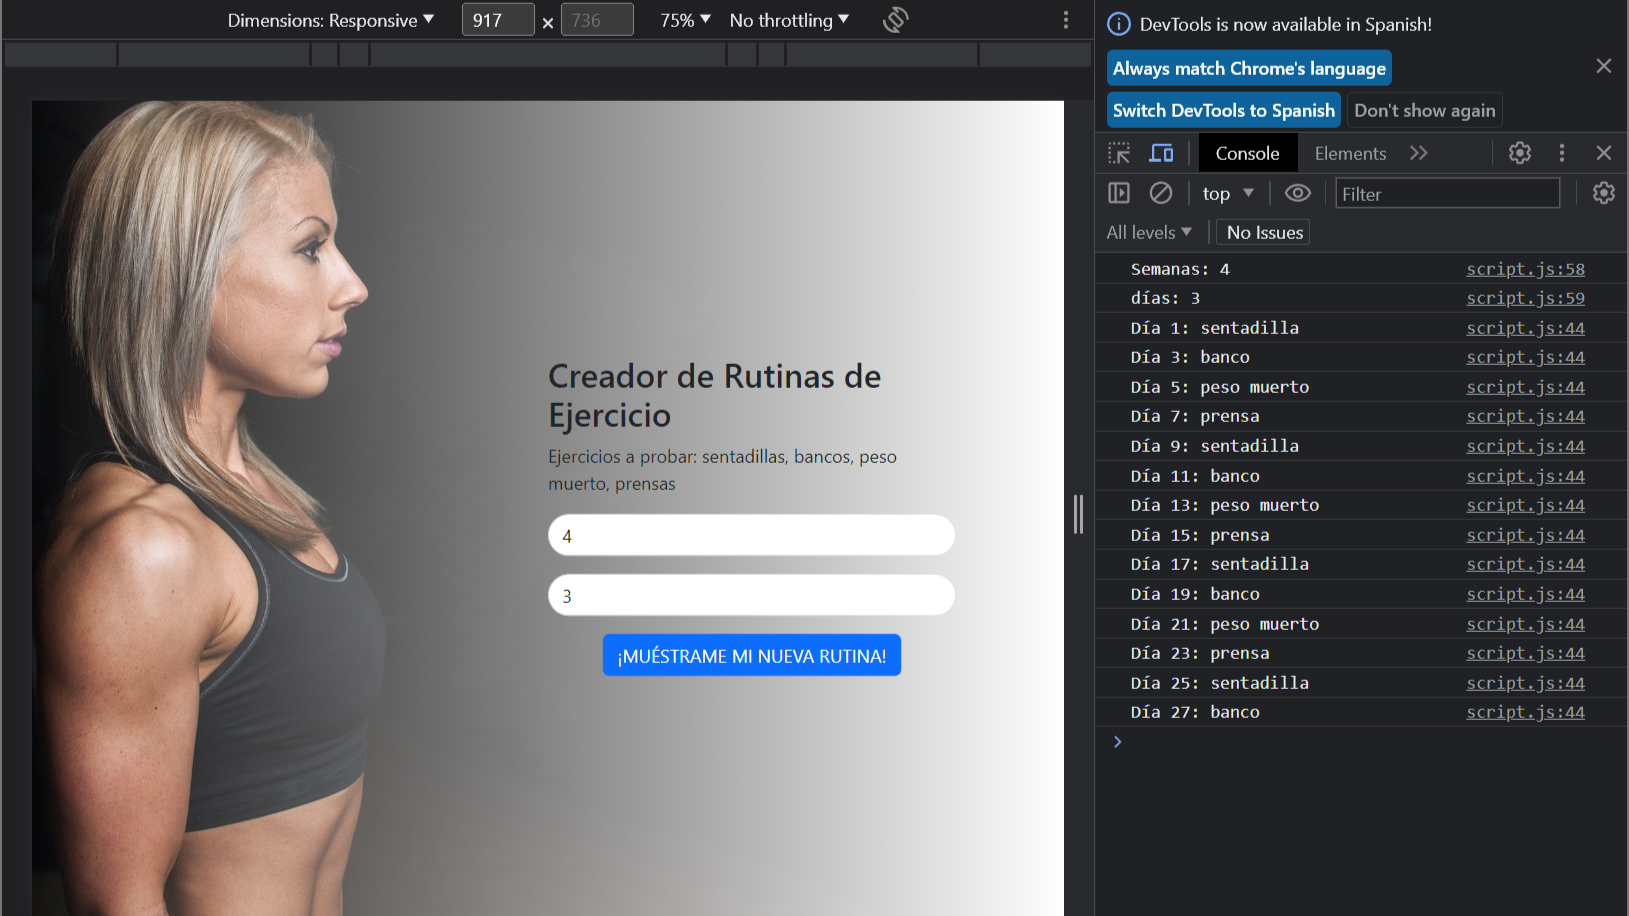 Dimensions: Responsive ▼ 917 × 736 75% ▼ No throttling ▼
DevTools is now available in Spanish!
Always match Chrome's language
Switch DevTools to Spanish Don't show again
Console Elements
top ▼ Filter
All levels ▼ No Issues
Semanas: 4 script.js:58
días: 3 script.js:59
Día 1: sentadilla script.js:44
Día 3: banco script.js:44
Día 5: peso muerto script.js:44
Día 7: prensa script.js:44
Día 9: sentadilla script.js:44
Día 11: banco script.js:44
Día 13: peso muerto script.js:44
Día 15: prensa script.js:44
Día 17: sentadilla script.js:44
Día 19: banco script.js:44
Día 21: peso muerto script.js:44
Día 23: prensa script.js:44
Día 25: sentadilla script.js:44
Día 27: banco script.js:44
Creador de Rutinas de
Ejercicio
Ejercicios a probar: sentadillas, bancos, peso
muerto, prensas
4
3
¡MUÉSTRAME MI NUEVA RUTINA!